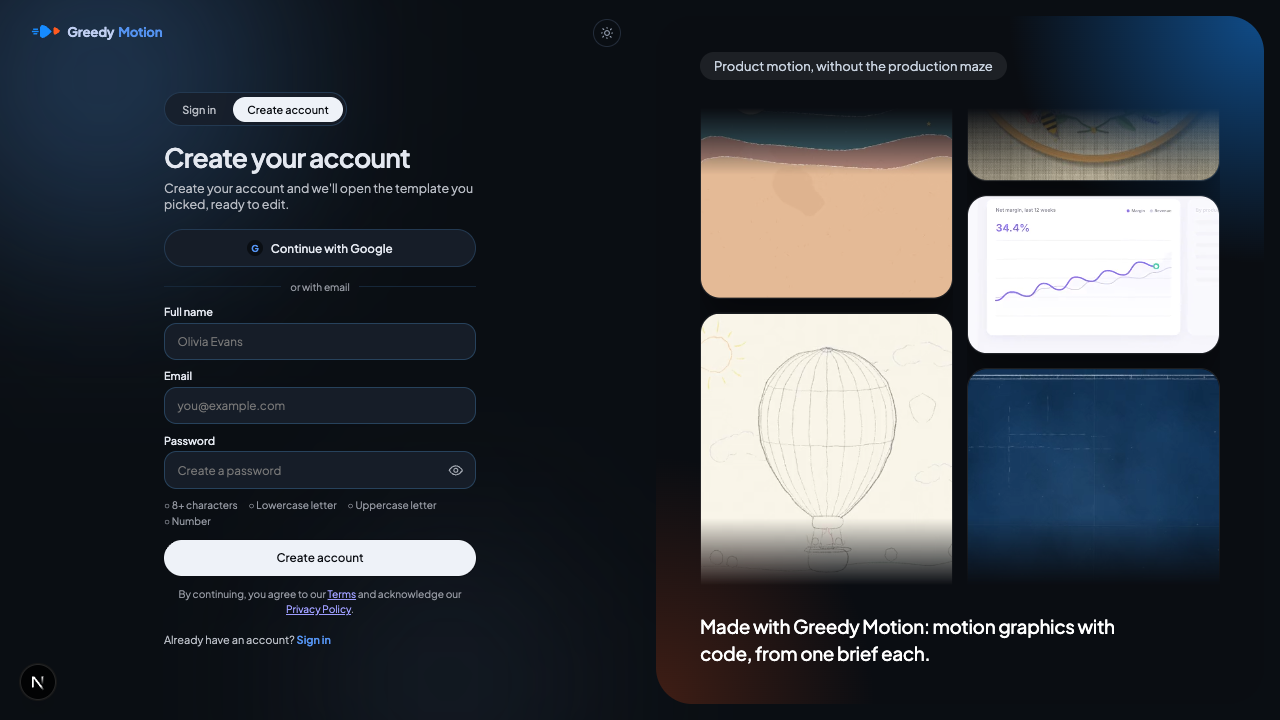 Greedy Motion
Sign in
Create account
Create your account
Create your account and we'll open the template you
picked, ready to edit.
G Continue with Google
or with email
Full name
Olivia Evans
Email
you@example.com
Password
Create a password
8+ characters
Lowercase letter
Uppercase letter
Number
Create account
By continuing, you agree to our Terms and acknowledge our
Privacy Policy.
Already have an account? Sign in
N
Product motion, without the production maze
Net margin, last 12 weeks
Margin
Revenue
34.4%
Made with Greedy Motion: motion graphics with
code, from one brief each.